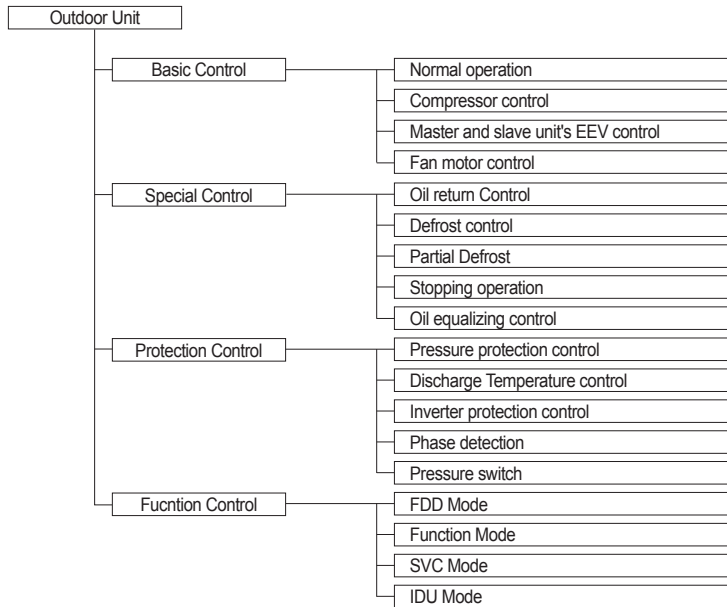 Outdoor Unit
Basic Control
Normal operation
Compressor control
Master and slave unit's EEV control
Fan motor control
Special Control
Oil return Control
Defrost control
Partial Defrost
Stopping operation
Oil equalizing control
Protection Control
Pressure protection control
Discharge Temperature control
Inverter protection control
Phase detection
Pressure switch
Fucntion Control
FDD Mode
Function Mode
SVC Mode
IDU Mode